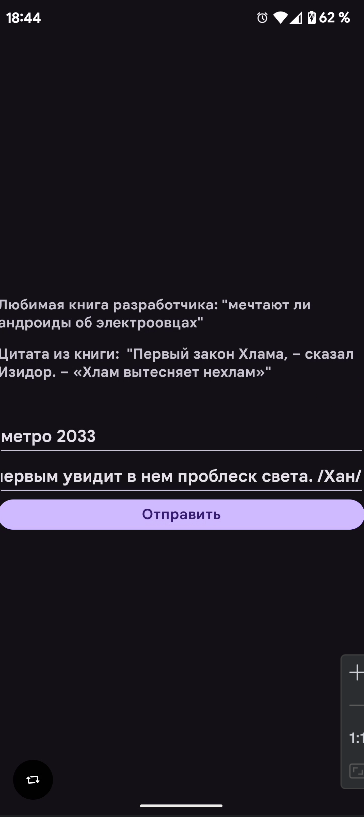 18:44
62 %
Любимая книга разработчика: "мечтают ли
андроиды об электроовцах"
Цитата из книги: "Первый закон Хлама, – сказал
Изидор. – «Хлам вытесняет нехлам»"
метро 2033
первым увидит в нем проблеск света. /Хан/
Отправить
1:1